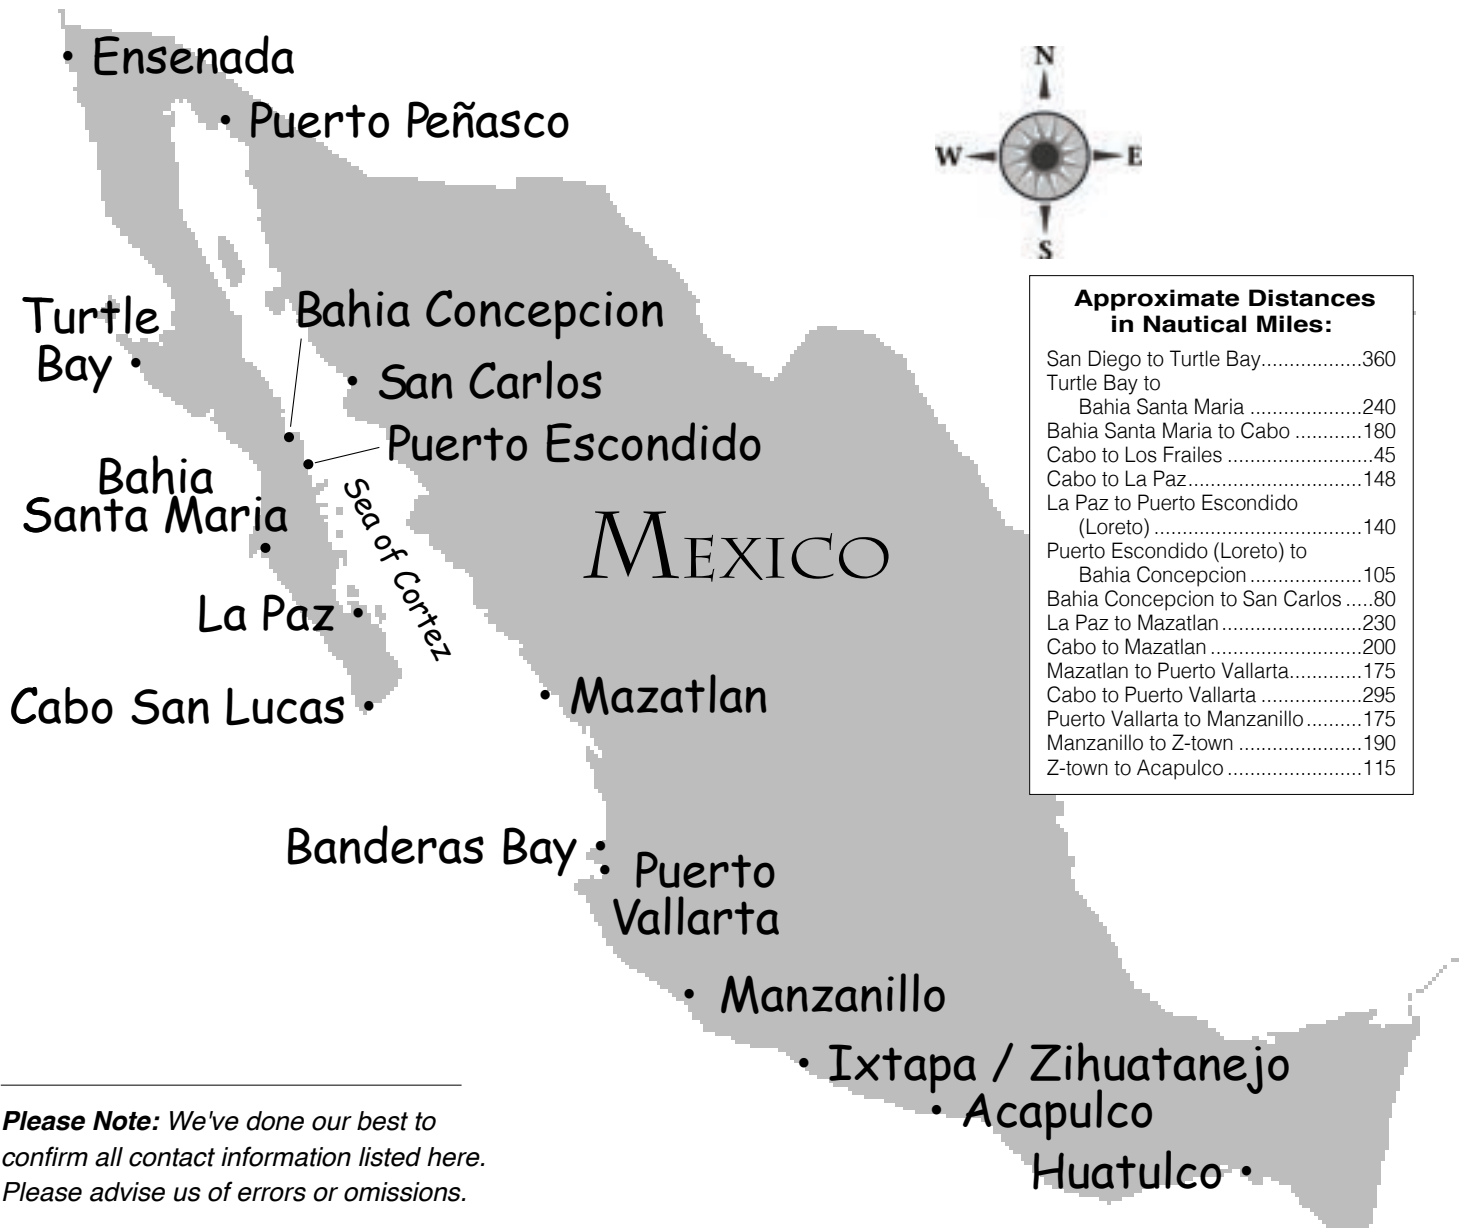 Ensenada
Puerto Peñasco
N
W
E
S
Turtle
Bay
Bahia Concepcion
San Carlos
Puerto Escondido
Bahia
Santa Maria
Sea of Cortez
MEXICO
La Paz
Cabo San Lucas
Mazatlan
Banderas Bay
Puerto
Vallarta
Manzanillo
Ixtapa / Zihuatanejo
Acapulco
Huatulco
Approximate Distances
in Nautical Miles:
San Diego to Turtle Bay..................360
Turtle Bay to
Bahia Santa Maria ....................240
Bahia Santa Maria to Cabo ............180
Cabo to Los Frailes ..........................45
Cabo to La Paz...............................148
La Paz to Puerto Escondido
(Loreto) .....................................140
Puerto Escondido (Loreto) to
Bahia Concepcion ....................105
Bahia Concepcion to San Carlos .....80
La Paz to Mazatlan .........................230
Cabo to Mazatlan ...........................200
Mazatlan to Puerto Vallarta.............175
Cabo to Puerto Vallarta ..................295
Puerto Vallarta to Manzanillo ..........175
Manzanillo to Z-town ......................190
Z-town to Acapulco ........................115
Please Note: We've done our best to
confirm all contact information listed here.
Please advise us of errors or omissions.